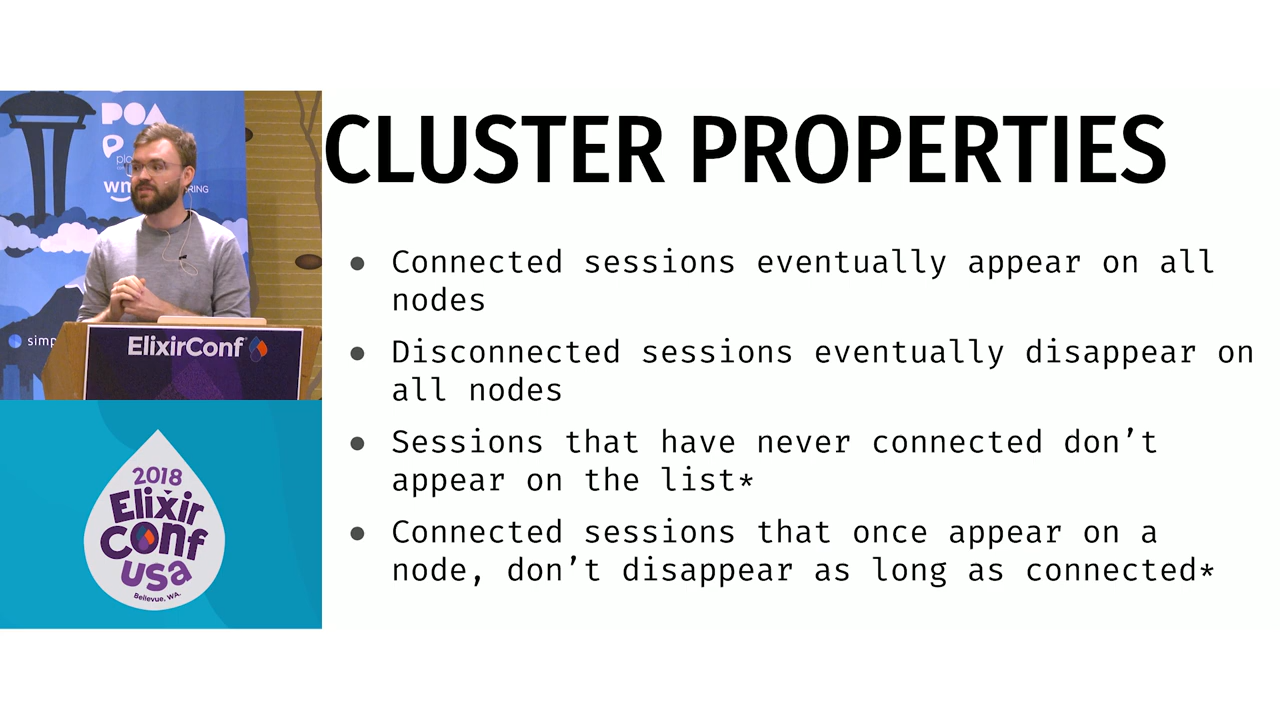 CLUSTER PROPERTIES
● Connected sessions eventually appear on all
nodes
● Disconnected sessions eventually disappear on
all nodes
● Sessions that have never connected don’t
appear on the list*
● Connected sessions that once appear on a
node, don’t disappear as long as connected*
POA
ElixirConf
2018
Elixir
Conf
USA
Bellevue, WA.